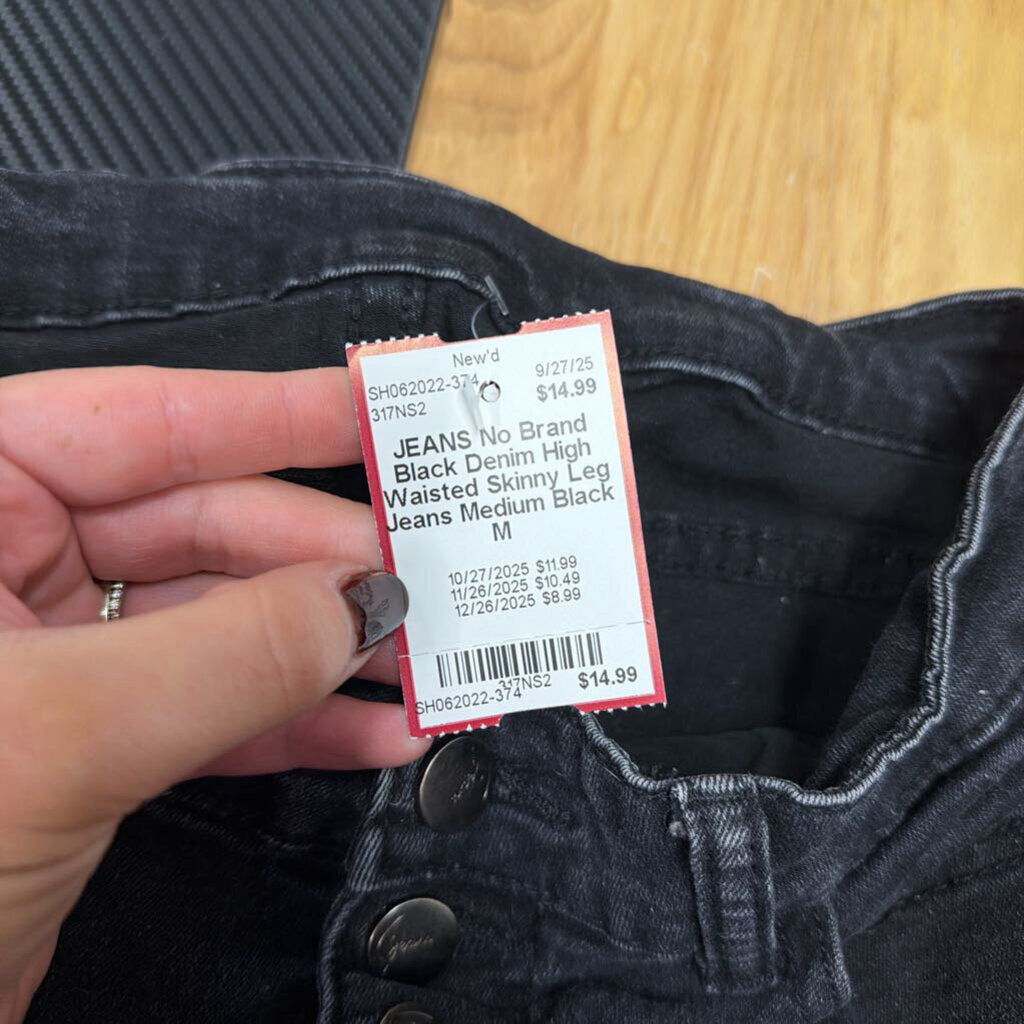 New'd
SH062022-374
9/27/25
317NS2
$14.99
JEANS No Brand
Black Denim High
Waisted Skinny Leg
Jeans Medium Black
M
10/27/2025 $11.99
11/26/2025 $10.49
12/26/2025 $8.99
317NS2
$14.99
SH062022-374